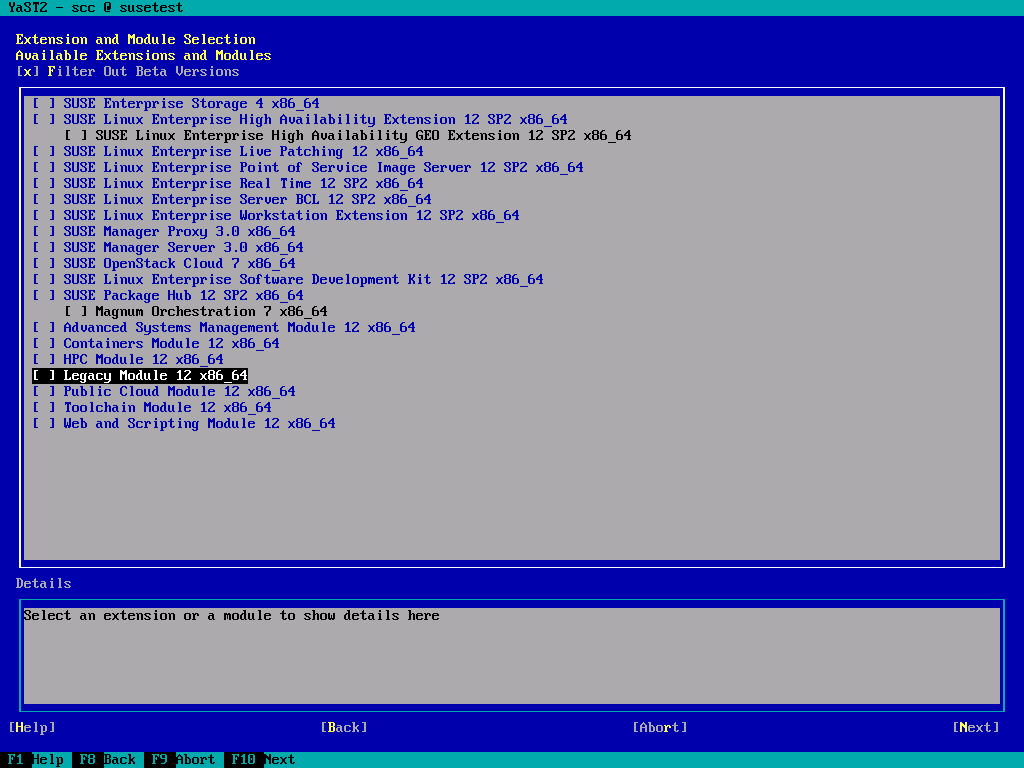 YaST2 - scc @ susetest
Extension and Module Selection
Available Extensions and Modules
[x] Filter Out Beta Versions
[ ] SUSE Enterprise Storage 4 x86_64
[ ] SUSE Linux Enterprise High Availability Extension 12 SP2 x86_64
[ ] SUSE Linux Enterprise High Availability GEO Extension 12 SP2 x86_64
[ ] SUSE Linux Enterprise Live Patching 12 x86_64
[ ] SUSE Linux Enterprise Point of Service Image Server 12 SP2 x86_64
[ ] SUSE Linux Enterprise Real Time 12 SP2 x86_64
[ ] SUSE Linux Enterprise Server BCL 12 SP2 x86_64
[ ] SUSE Linux Enterprise Workstation Extension 12 SP2 x86_64
[ ] SUSE Manager Proxy 3.0 x86_64
[ ] SUSE Manager Server 3.0 x86_64
[ ] SUSE OpenStack Cloud 7 x86_64
[ ] SUSE Linux Enterprise Software Development Kit 12 SP2 x86_64
[ ] SUSE Package Hub 12 SP2 x86_64
[ ] Magnum Orchestration 7 x86_64
[ ] Advanced Systems Management Module 12 x86_64
[ ] Containers Module 12 x86_64
[ ] HPC Module 12 x86_64
[ ] Legacy Module 12 x86_64
[ ] Public Cloud Module 12 x86_64
[ ] Toolchain Module 12 x86_64
[ ] Web and Scripting Module 12 x86_64
Details
Select an extension or a module to show details here
[Help] [Back] [Abort] [Next]
F1 Help F8 Back F9 Abort F10 Next